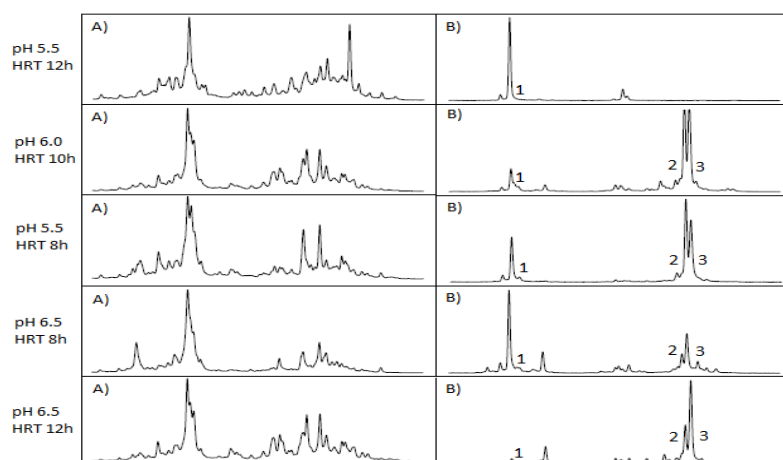 pH 5.5
HRT 12h
A)
B)
1
pH 6.0
HRT 10h
A)
B)
1
2
3
pH 5.5
HRT 8h
A)
B)
1
2
3
pH 6.5
HRT 8h
A)
B)
1
2
3
pH 6.5
HRT 12h
A)
B)
1
2
3